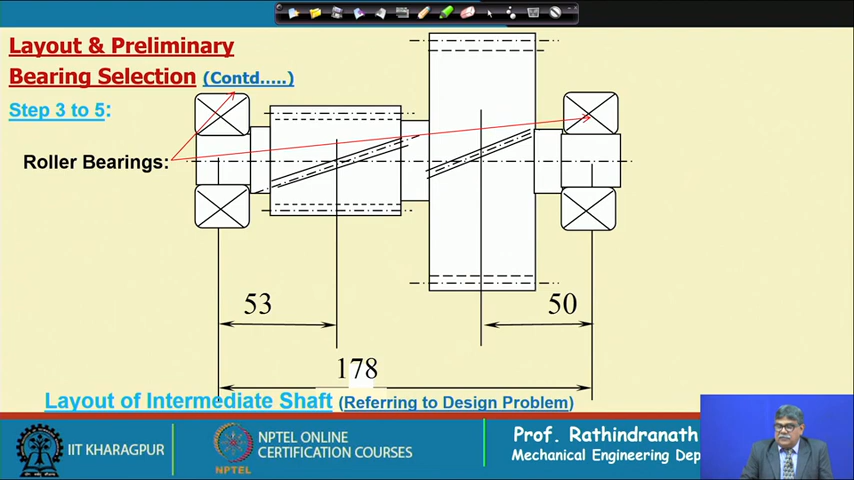 Layout & Preliminary
Bearing Selection (Contd.....)
Step 3 to 5:
Roller Bearings:
53
50
178
Layout of Intermediate Shaft (Referring to Design Problem)
IIT KHARAGPUR
NPTEL
NPTEL ONLINE
CERTIFICATION COURSES
Prof. Rathindranath
Mechanical Engineering Dep